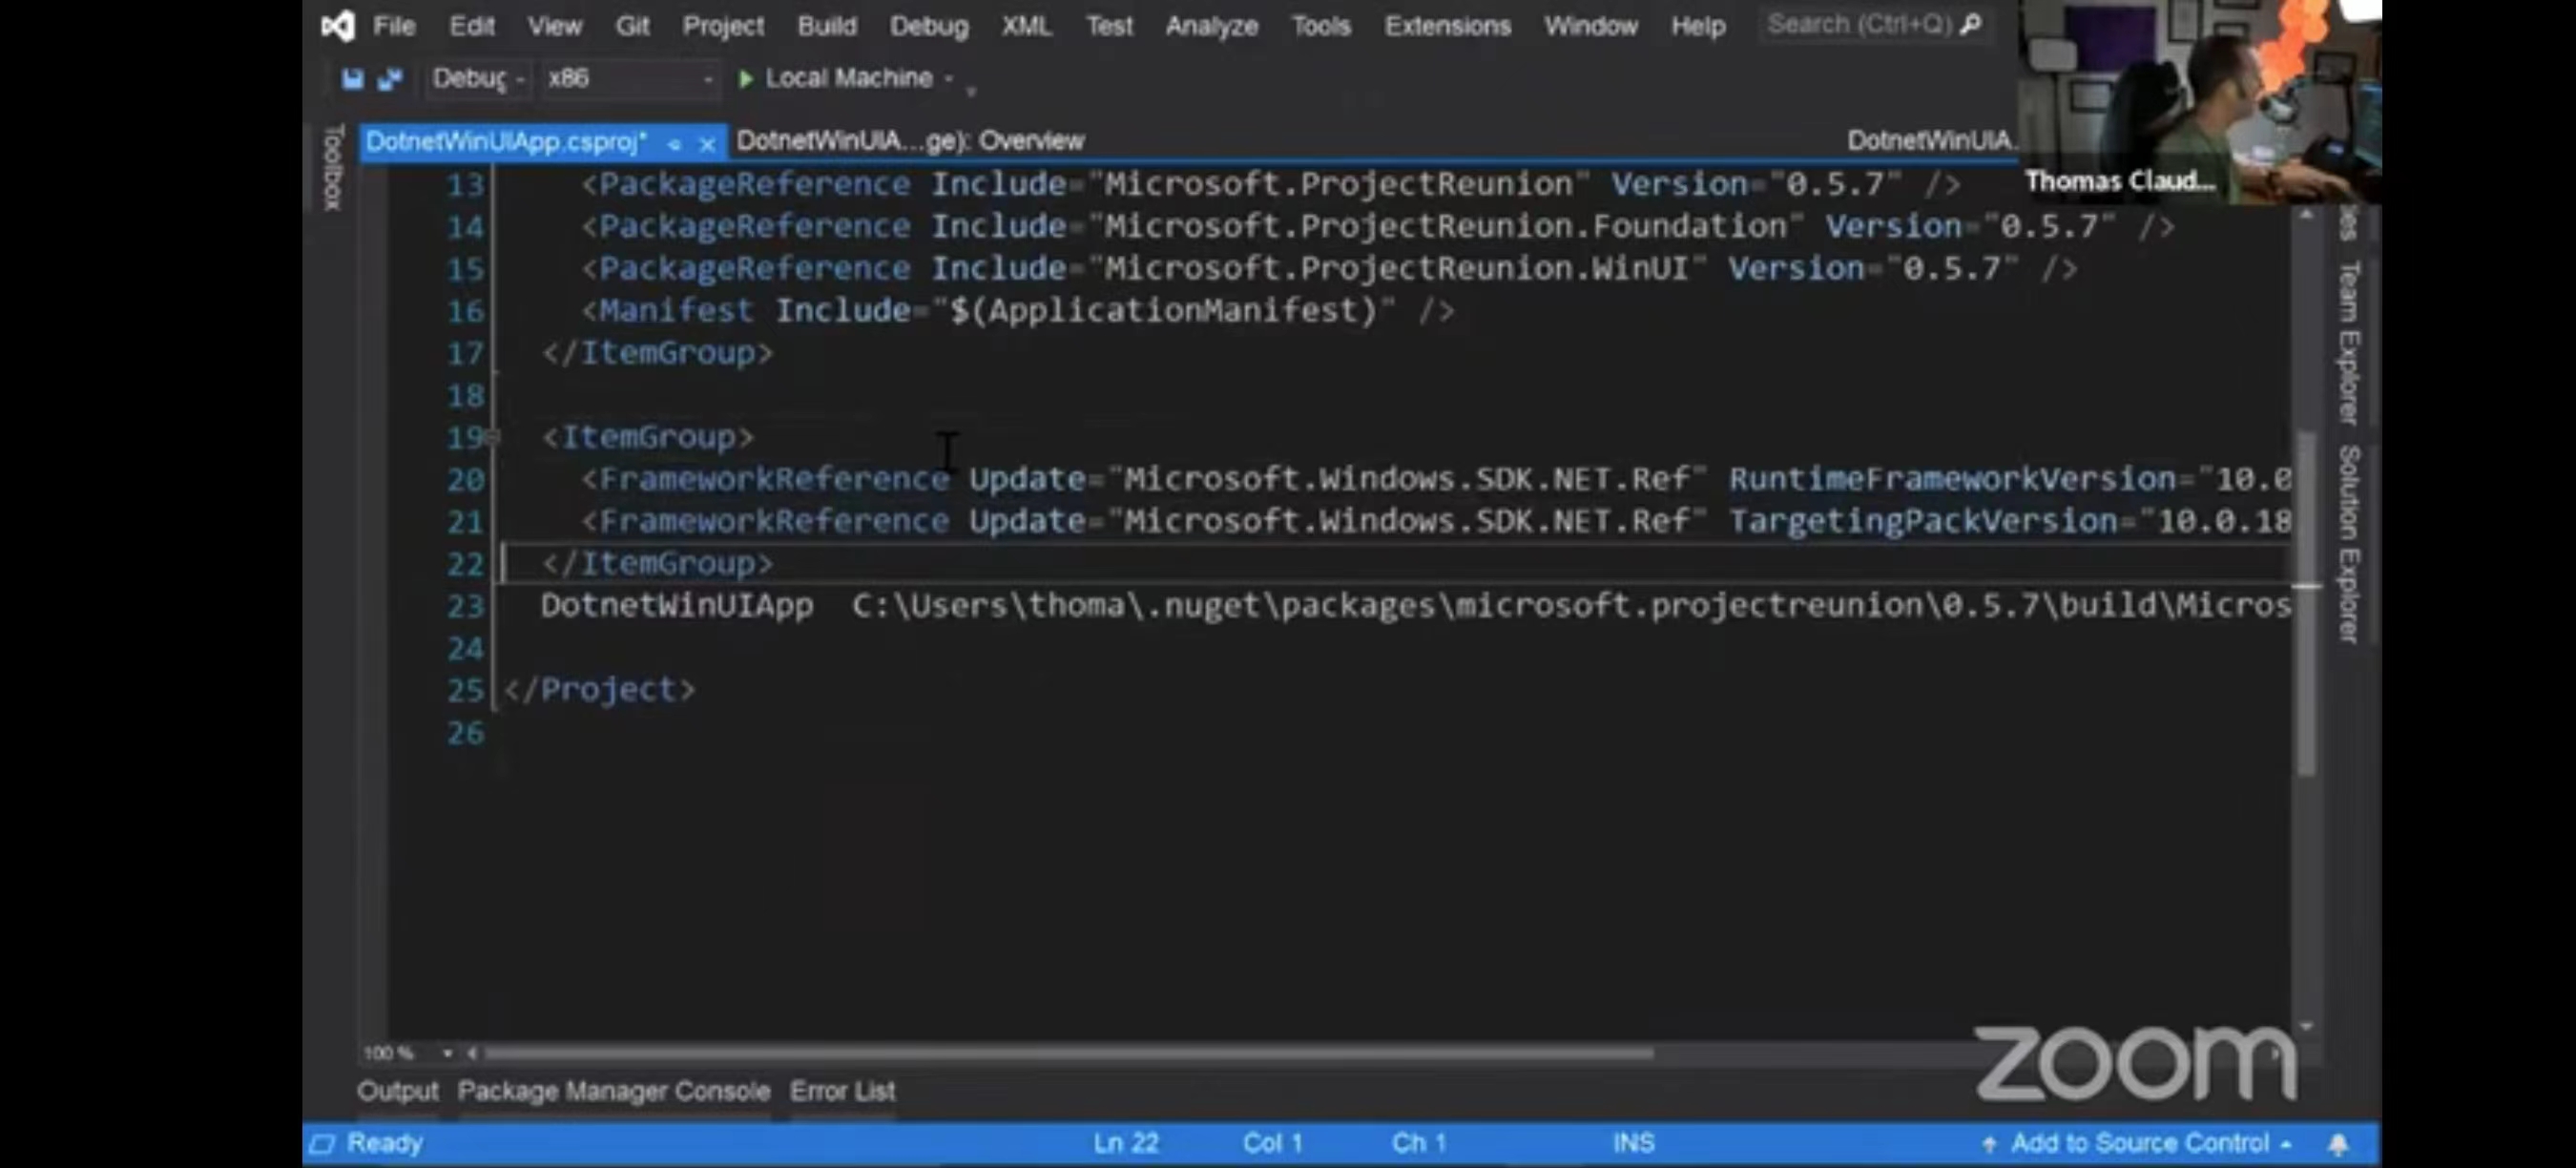 File Edit View Git Project Build Debug XML Test Analyze Tools Extensions Window Help Search (Ctrl+Q)
Debug x86 Local Machine
DotnetWinUIApp.csproj* DotnetWinUIA...ge): Overview DotnetWinUIA.
Thomas Claud...
Toolbox
13 <PackageReference Include="Microsoft.ProjectReunion" Version="0.5.7" />
14 <PackageReference Include="Microsoft.ProjectReunion.Foundation" Version="0.5.7" />
15 <PackageReference Include="Microsoft.ProjectReunion.WinUI" Version="0.5.7" />
16 <Manifest Include="$(ApplicationManifest)" />
17 </ItemGroup>
18
19 <ItemGroup>
20 <FrameworkReference Update="Microsoft.Windows.SDK.NET.Ref" RuntimeFrameworkVersion="10.0
21 <FrameworkReference Update="Microsoft.Windows.SDK.NET.Ref" TargetingPackVersion="10.0.18
22 </ItemGroup>
23 DotnetWinUIApp C:\Users\thoma\.nuget\packages\microsoft.projectreunion\0.5.7\build\Micros
24
25 </Project>
26
Team Explorer
Solution Explorer
100 %
zoom
Output Package Manager Console Error List
Ready Ln 22 Col 1 Ch 1 INS Add to Source Control